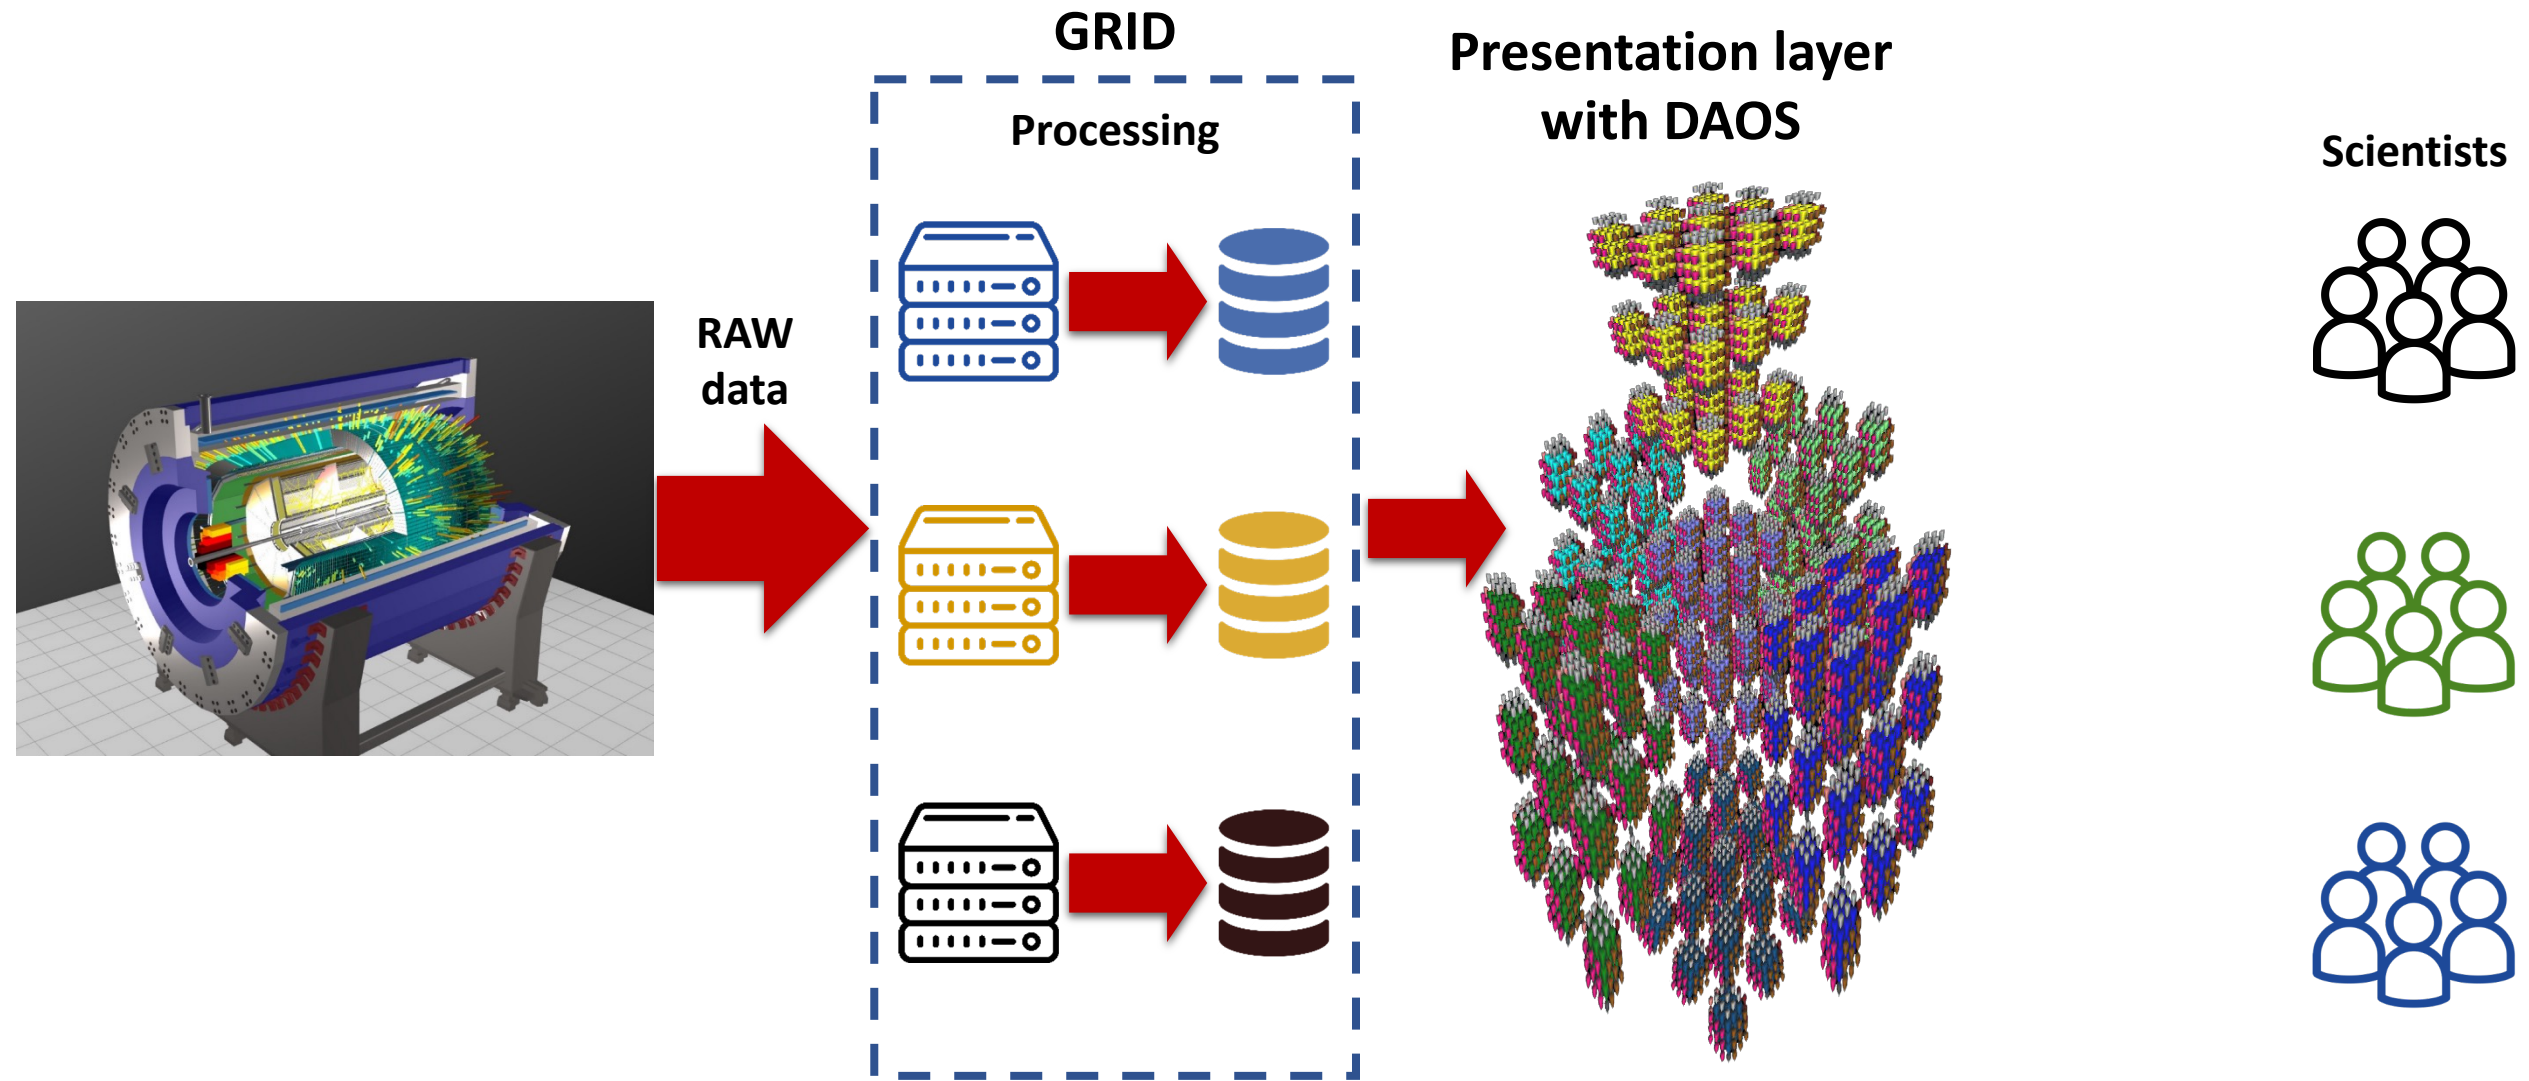 GRID
Processing
Presentation layer
with DAOS
Scientists
RAW
data